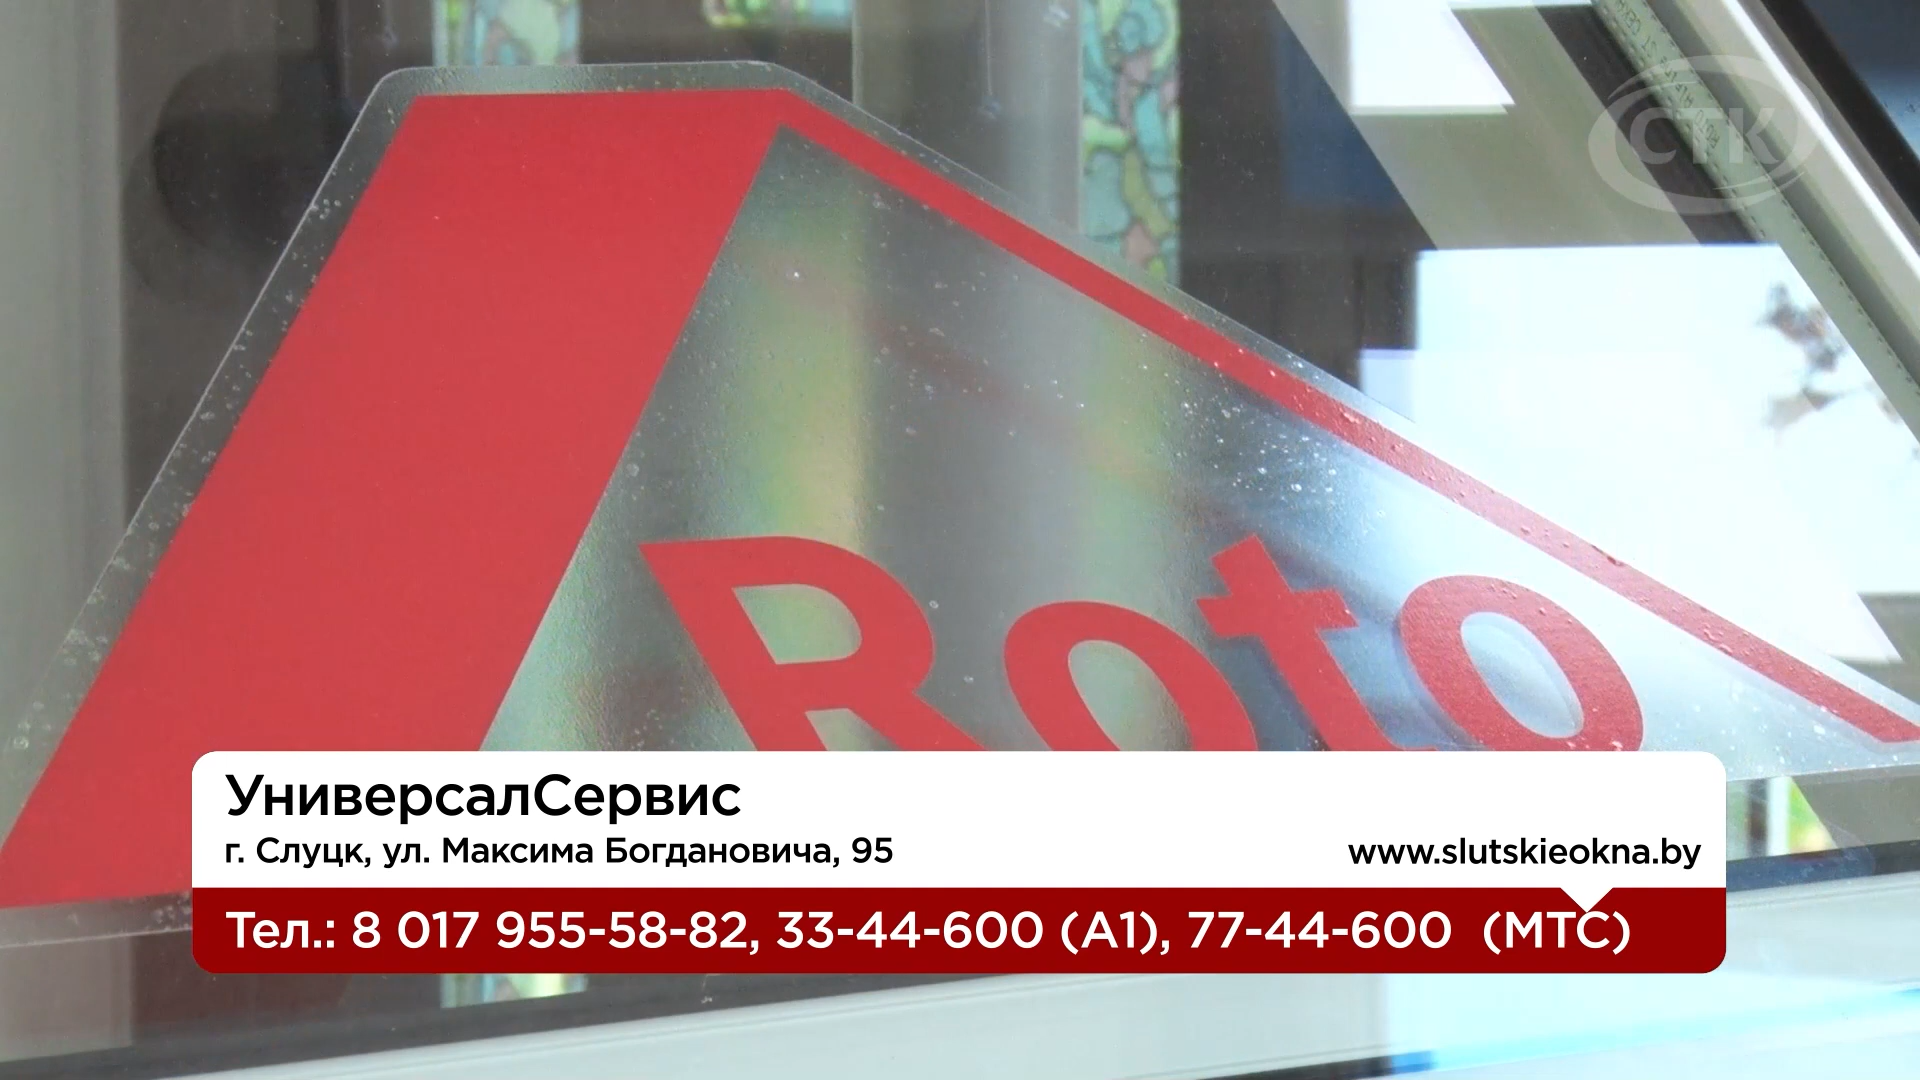 СТК
Roto
УниверсалСервис
г. Слуцк, ул. Максима Богдановича, 95
www.slutskieokna.by
Тел.: 8 017 955-58-82, 33-44-600 (А1), 77-44-600 (МТС)